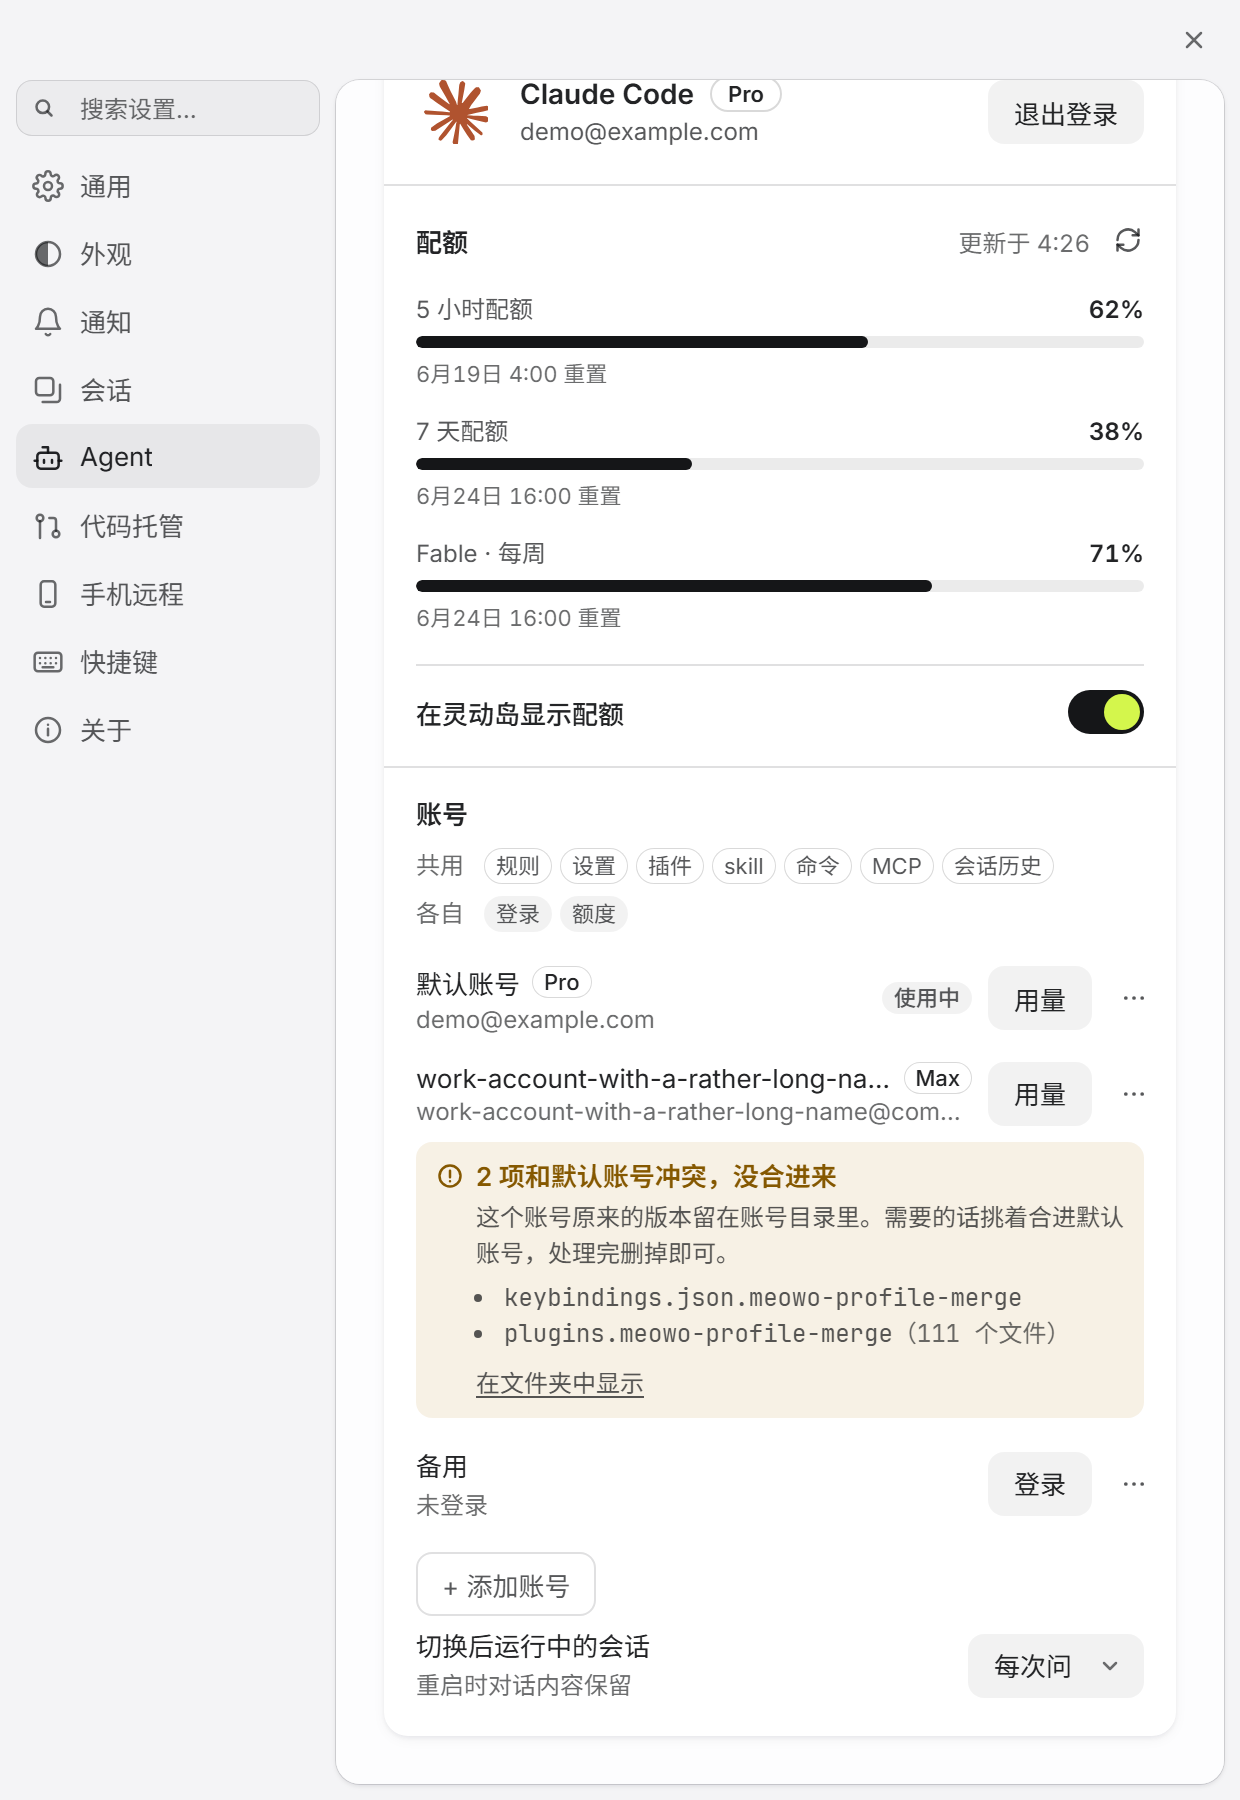 搜索设置...
通用
外观
通知
会话
Agent
代码托管
手机远程
快捷键
关于
Claude Code Pro
demo@example.com
退出登录
配额 更新于 4:26
5 小时配额 62%
6月19日 4:00 重置
7 天配额 38%
6月24日 16:00 重置
Fable · 每周 71%
6月24日 16:00 重置
在灵动岛显示配额
账号
共用 规则 设置 插件 skill 命令 MCP 会话历史
各自 登录 额度
默认账号 Pro 使用中 用量 ...
demo@example.com
work-account-with-a-rather-long-na... Max 用量 ...
work-account-with-a-rather-long-name@com...
2 项和默认账号冲突，没合进来
这个账号原来的版本留在账号目录里。需要的话挑着合进默认
账号，处理完删掉即可。
• keybindings.json.meowo-profile-merge
• plugins.meowo-profile-merge（111 个文件）
在文件夹中显示
备用 登录 ...
未登录
+ 添加账号
切换后运行中的会话 每次问
重启时对话内容保留